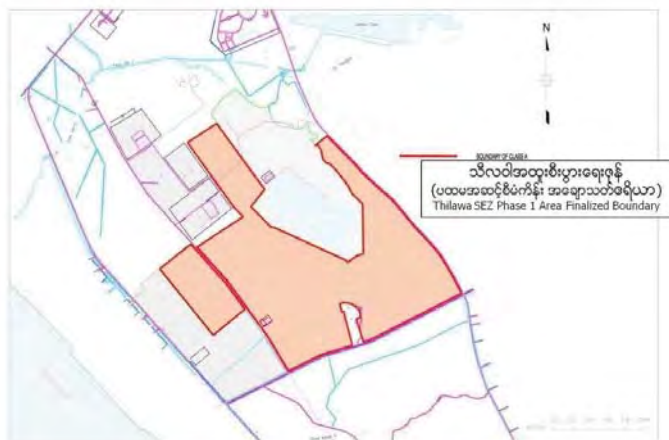 N
BOUNDARY OF CLASS A
သီလဝါအထူးစီးပွားရေးဇုန်
(ပထမအဆင့်စီမံကိန်း အချောသတ်ဧရိယာ)
Thilawa SEZ Phase 1 Area Finalized Boundary